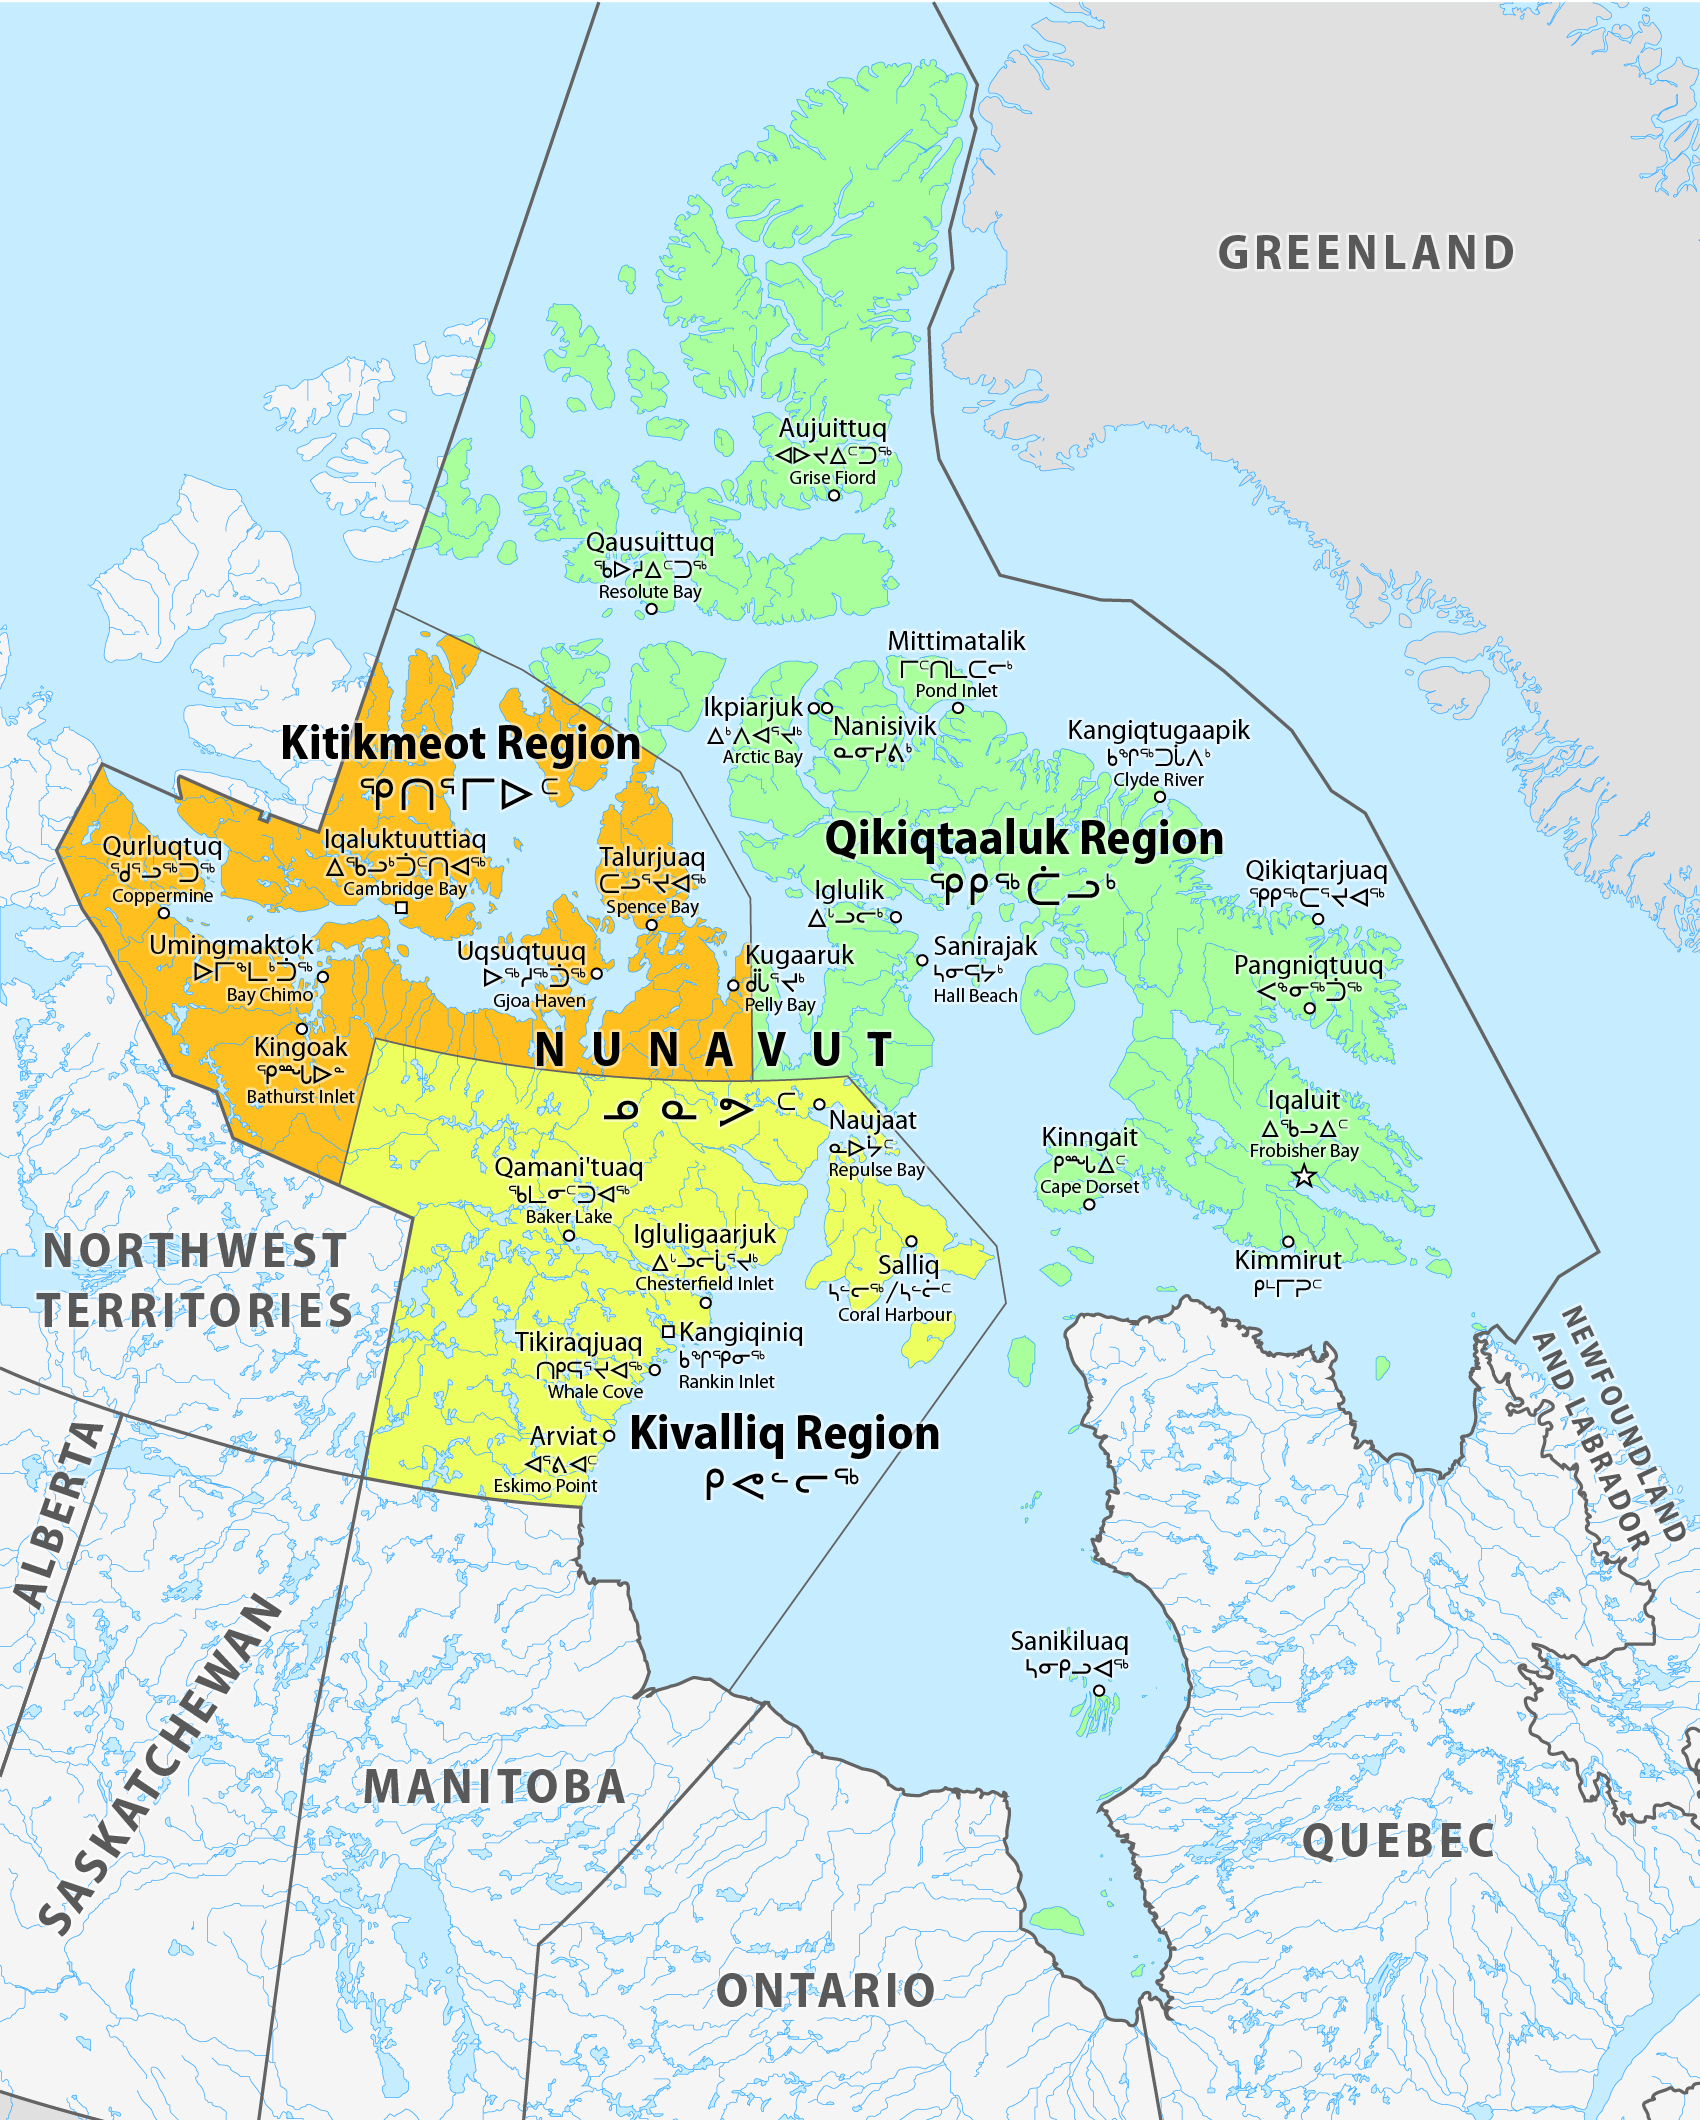 GREENLAND
Aujuittuq
ᐊᐅᔪᐃᑦᑐᖅ
Grise Fiord
Qausuittuq
ᖃᐅᓱᐃᑦᑐᖅ
Resolute Bay
Mittimatalik
ᒥᑦᑎᒪᑕᓕᒃ
Pond Inlet
Ikpiarjuk
ᐃᒃᐱᐊᕐᔪᒃ
Arctic Bay
Nanisivik
ᓇᓂᓯᕕᒃ
Kangiqtugaapik
ᑲᖏᖅᑐᒑᐱᒃ
Clyde River
Kitikmeot Region
ᕿᑎᕐᒥᐅᑦ
Qikiqtaaluk Region
ᕿᑭᖅᑖᓗᒃ
Qurluqtuq
ᖁᕐᓗᖅᑐᖅ
Coppermine
Iqaluktuuttiaq
ᐃᖃᓗᒃᑑᑦᑎᐊᖅ
Cambridge Bay
Talurjuaq
ᑕᓗᕐᔪᐊᖅ
Spence Bay
Iglulik
ᐃᒡᓗᓕᒃ
Qikiqtarjuaq
ᕿᑭᖅᑕᕐᔪᐊᖅ
Umingmaktok
ᐅᒥᖕᒪᒃᑑᖅ
Bay Chimo
Uqsuqtuuq
ᐅᖅᓱᖅᑑᖅ
Gjoa Haven
Kugaaruk
ᑰᒑᕐᔪᒃ
Pelly Bay
Sanirajak
ᓴᓂᕋᔭᒃ
Hall Beach
Pangniqtuuq
ᐸᖕᓂᖅᑑᖅ
Kingoak
ᕿᙵᐅᓐ
Bathurst Inlet
NUNAVUT
ᓄᓇᕗᑦ
Naujaat
ᓇᐅᔮᑦ
Repulse Bay
Iqaluit
ᐃᖃᓗᐃᑦ
Frobisher Bay
Kinngait
ᑭᙵᐃᑦ
Cape Dorset
Qamani'tuaq
ᖃᒪᓂᑦᑐᐊᖅ
Baker Lake
Igluligaarjuk
ᐃᒡᓗᓕᒑᕐᔪᒃ
Chesterfield Inlet
Salliq
ᓴᓪᓕᖅ/ᓴᓪᓖᑦ
Coral Harbour
Kimmirut
ᑭᒻᒥᕈᑦ
NORTHWEST
TERRITORIES
Tikiraqjuaq
ᑎᑭᕋᕐᔪᐊᖅ
Whale Cove
Kangiqiniq
ᑲᖏᕿᓂᖅ
Rankin Inlet
Arviat
ᐊᕐᕕᐊᑦ
Eskimo Point
Kivalliq Region
ᑭᕙᓪᓕᖅ
NEWFOUNDLAND
AND LABRADOR
ALBERTA
SASKATCHEWAN
Sanikiluaq
ᓴᓂᑭᓗᐊᖅ
MANITOBA
QUEBEC
ONTARIO